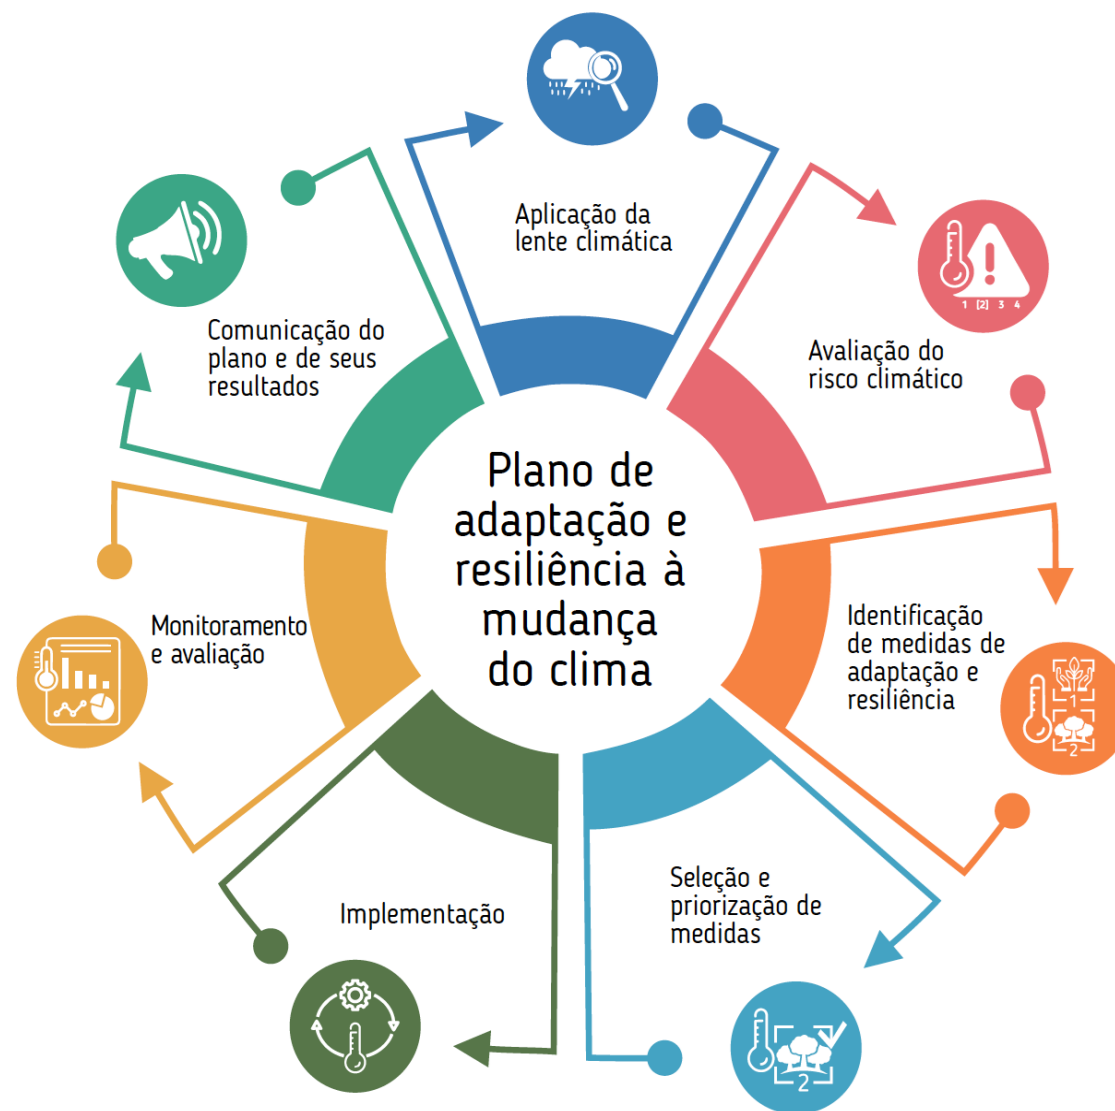 Aplicação da
lente climática
1 [2] 3 4
Avaliação do
risco climático
Identificação
de medidas de
adaptação e
resiliência
1
2
Seleção e
priorização de
medidas
2
Implementação
Monitoramento
e avaliação
Comunicação do
plano e de seus
resultados
Plano de
adaptação e
resiliência à
mudança
do clima